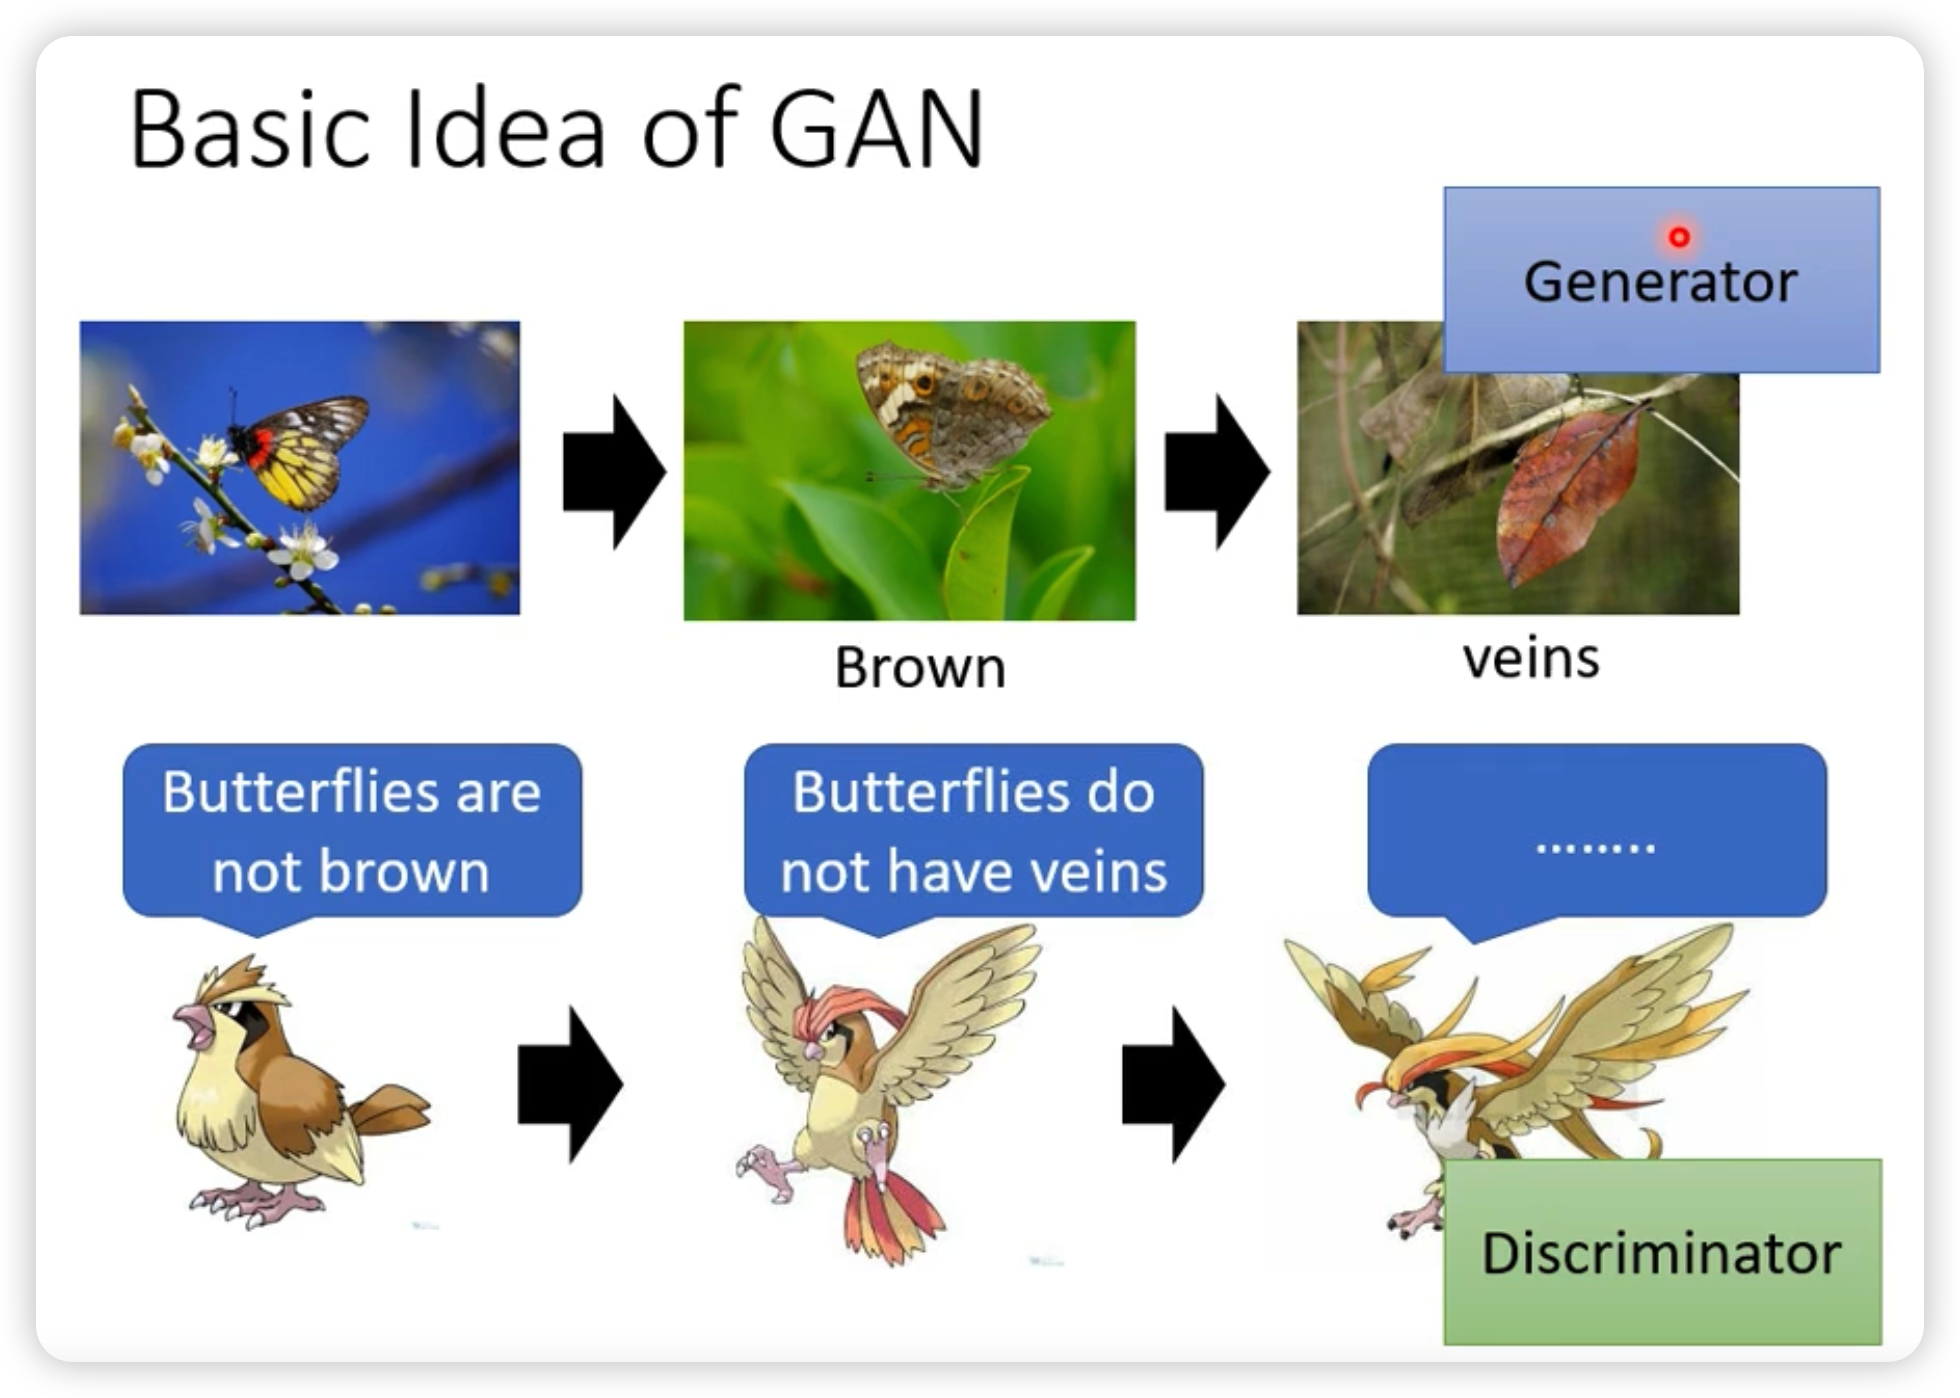 Basic Idea of GAN
Generator
Brown
veins
Butterflies are
not brown
Butterflies do
not have veins
........
Discriminator